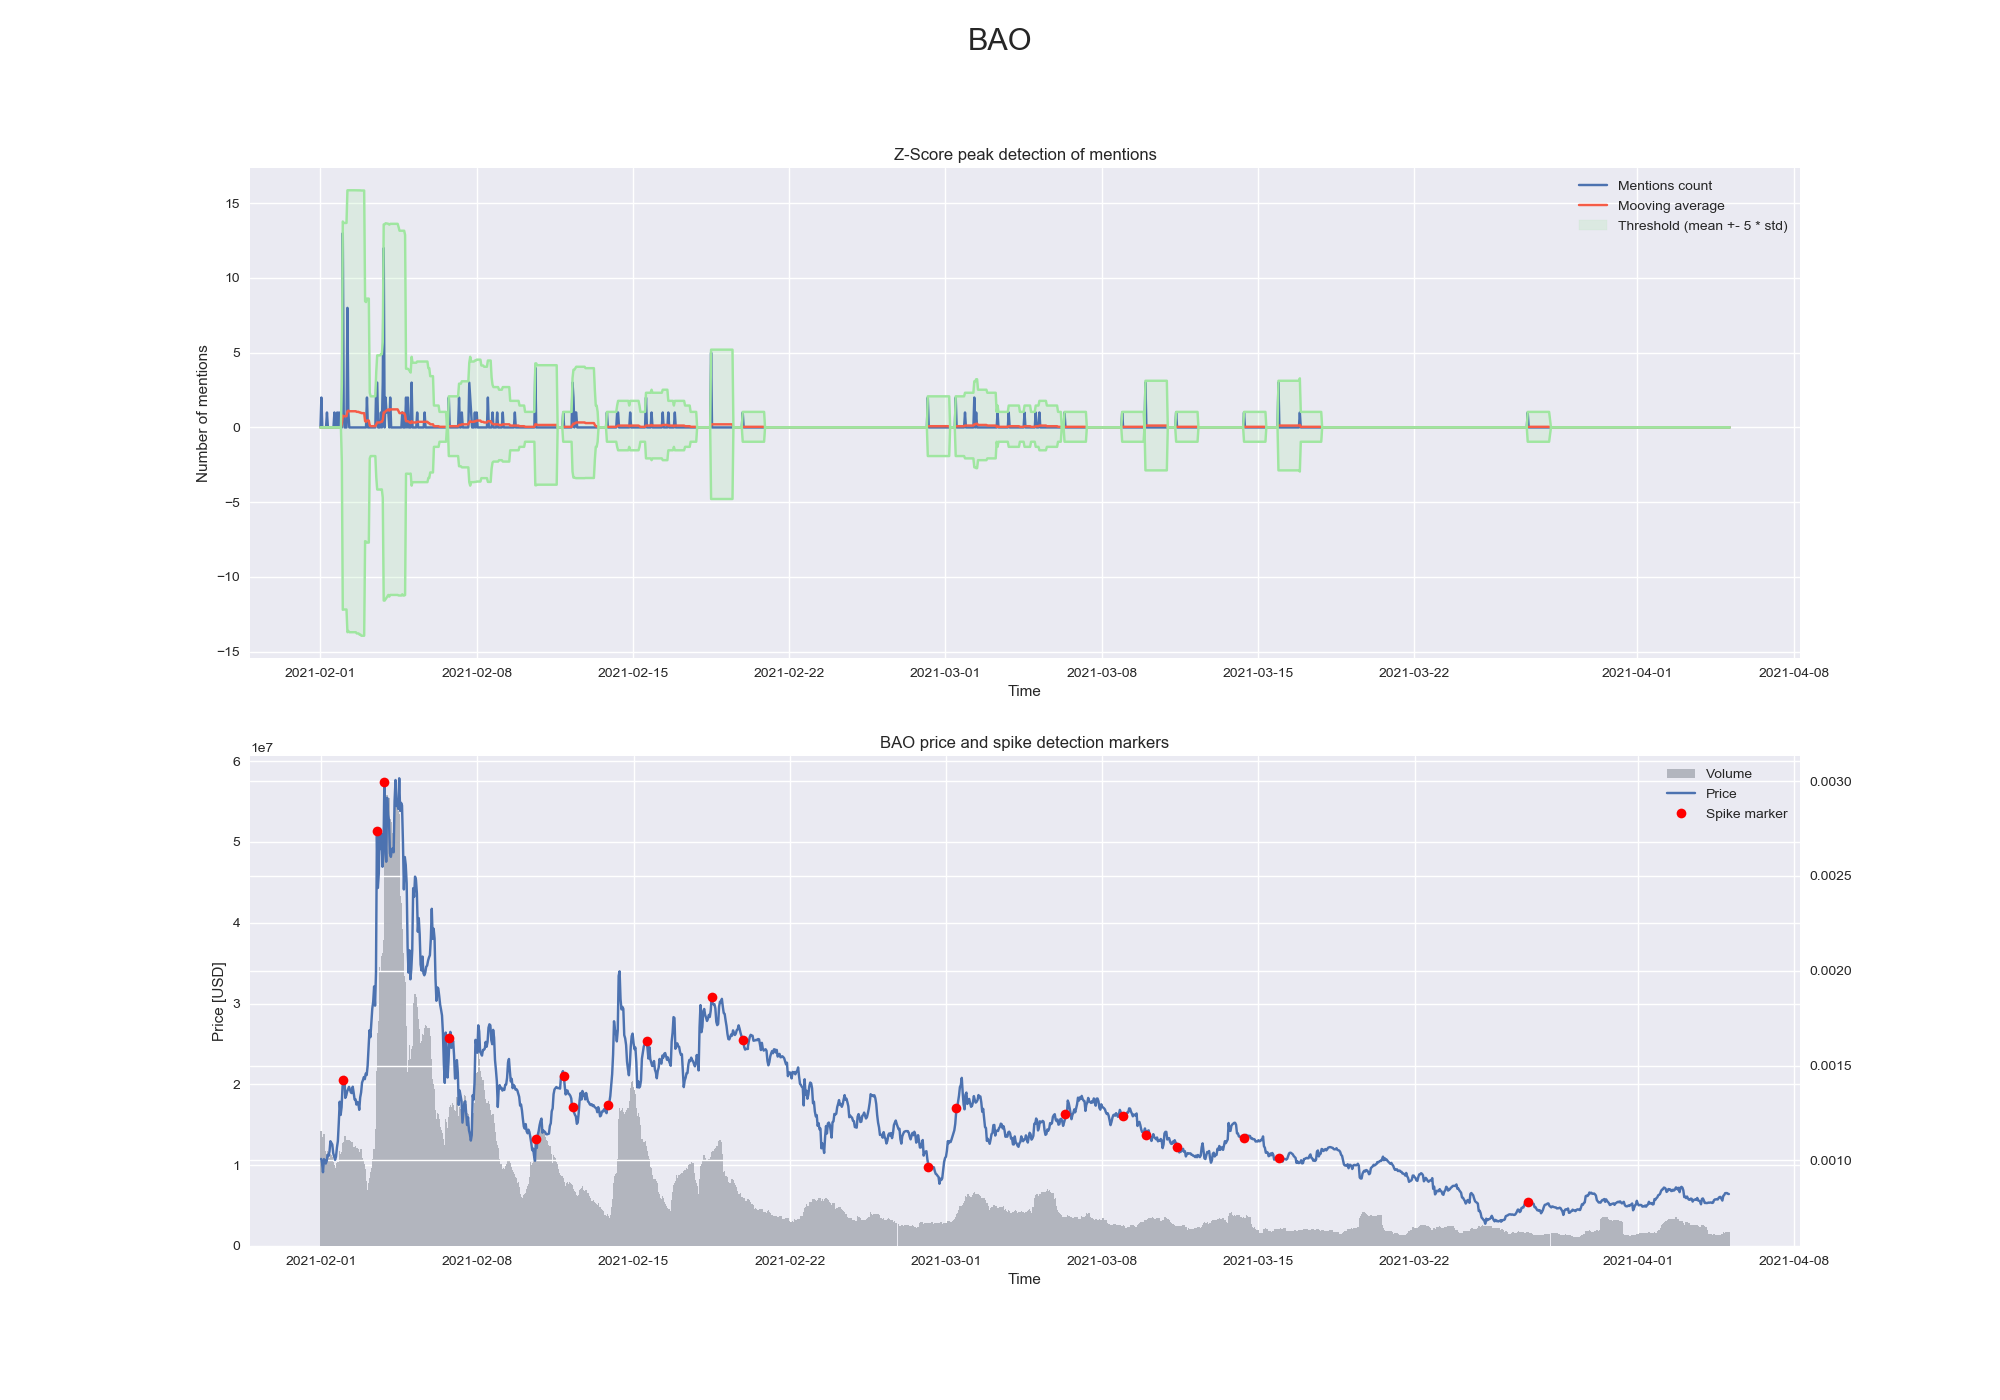 BAO
Z-Score peak detection of mentions
Mentions count
Mooving average
Threshold (mean +- 5 * std)
Number of mentions
15
10
5
0
−5
−10
−15
2021-02-01 2021-02-08 2021-02-15 2021-02-22 2021-03-01 2021-03-08 2021-03-15 2021-03-22 2021-04-01 2021-04-08
Time
BAO price and spike detection markers
1e7
Volume
Price
Spike marker
Price [USD]
6
5
4
3
2
1
0
0.0030
0.0025
0.0020
0.0015
0.0010
2021-02-01 2021-02-08 2021-02-15 2021-02-22 2021-03-01 2021-03-08 2021-03-15 2021-03-22 2021-04-01 2021-04-08
Time